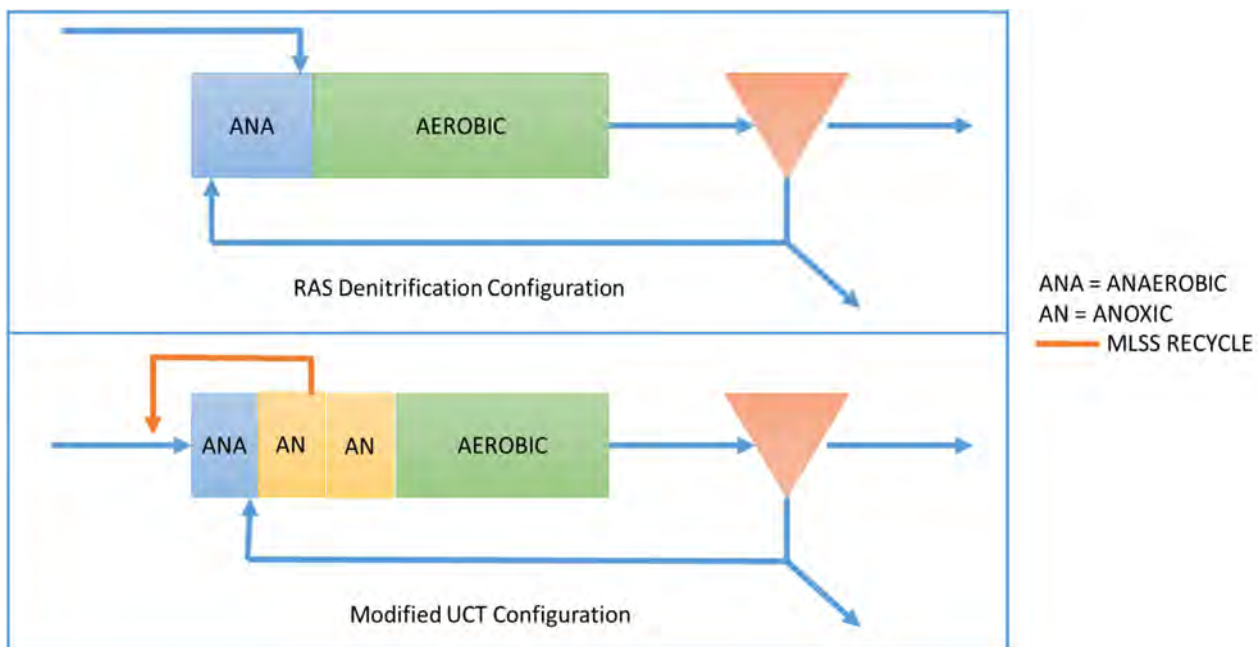 ANA
AEROBIC
RAS Denitrification Configuration
ANA = ANAEROBIC
AN = ANOXIC
MLSS RECYCLE
ANA
AN
AN
AEROBIC
Modified UCT Configuration